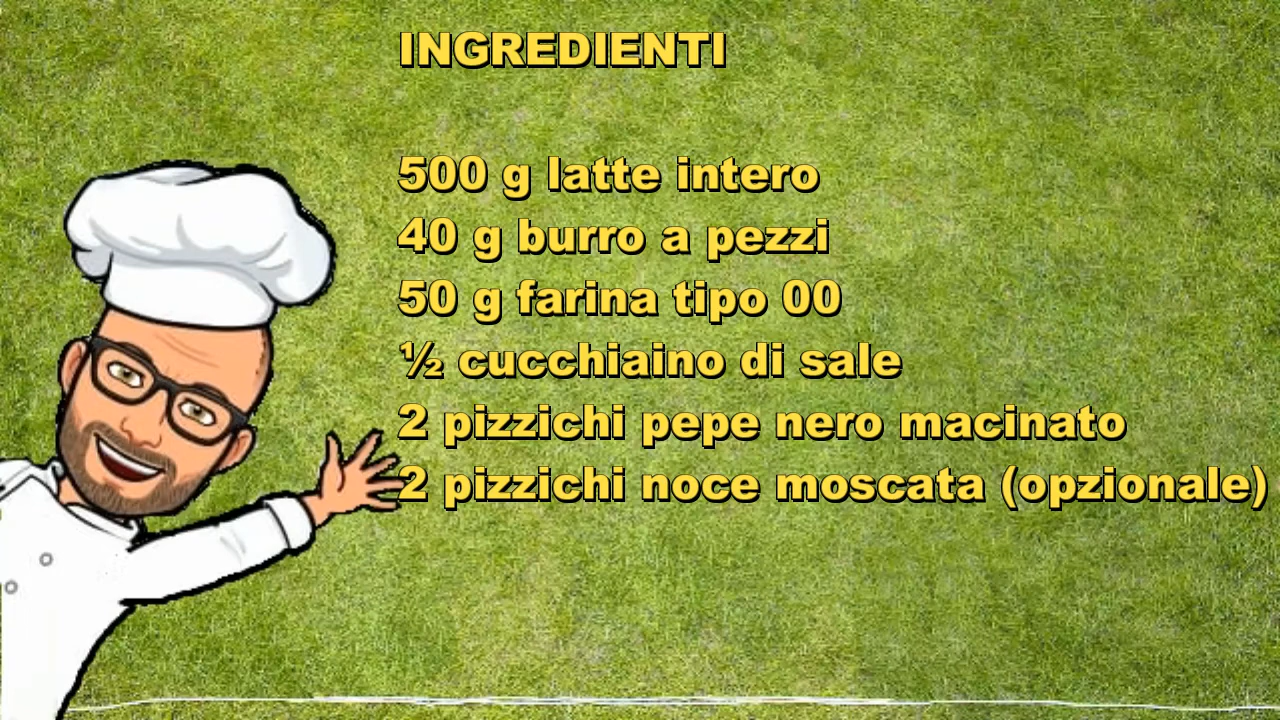 INGREDIENTI
500 g latte intero
40 g burro a pezzi
50 g farina tipo 00
½ cucchiaino di sale
2 pizzichi pepe nero macinato
2 pizzichi noce moscata (opzionale)